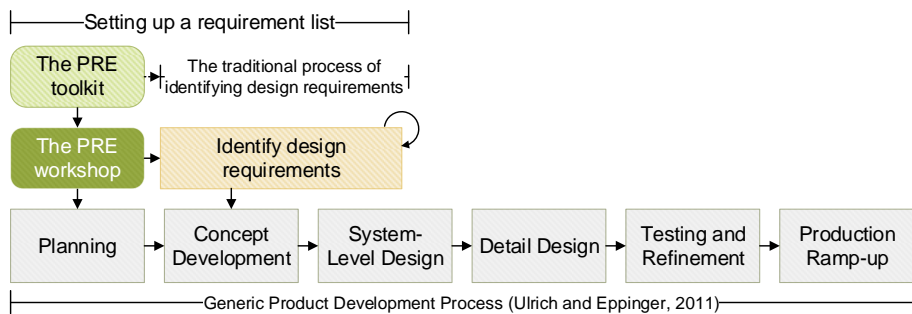 Setting up a requirement list
The PRE
toolkit
The traditional process of
identifying design requirements
The PRE
workshop
Identify design
requirements
Planning
Concept
Development
System-
Level Design
Detail Design
Testing and
Refinement
Production
Ramp-up
Generic Product Development Process (Ulrich and Eppinger, 2011)